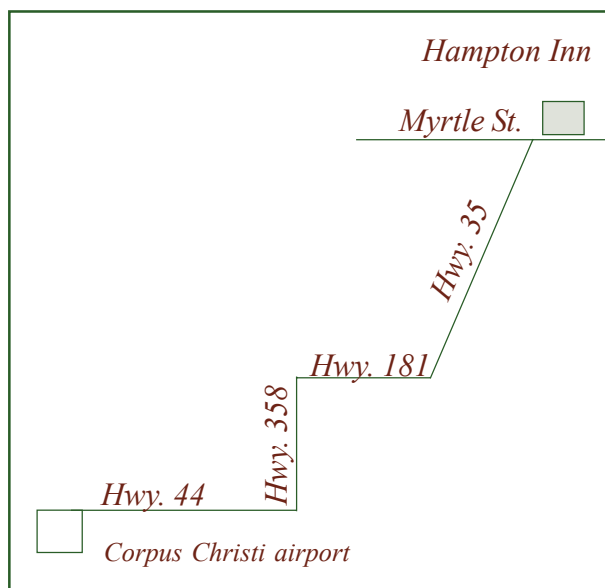 Hampton Inn
Myrtle St.
Hwy. 35
Hwy. 181
Hwy. 358
Hwy. 44
Corpus Christi airport